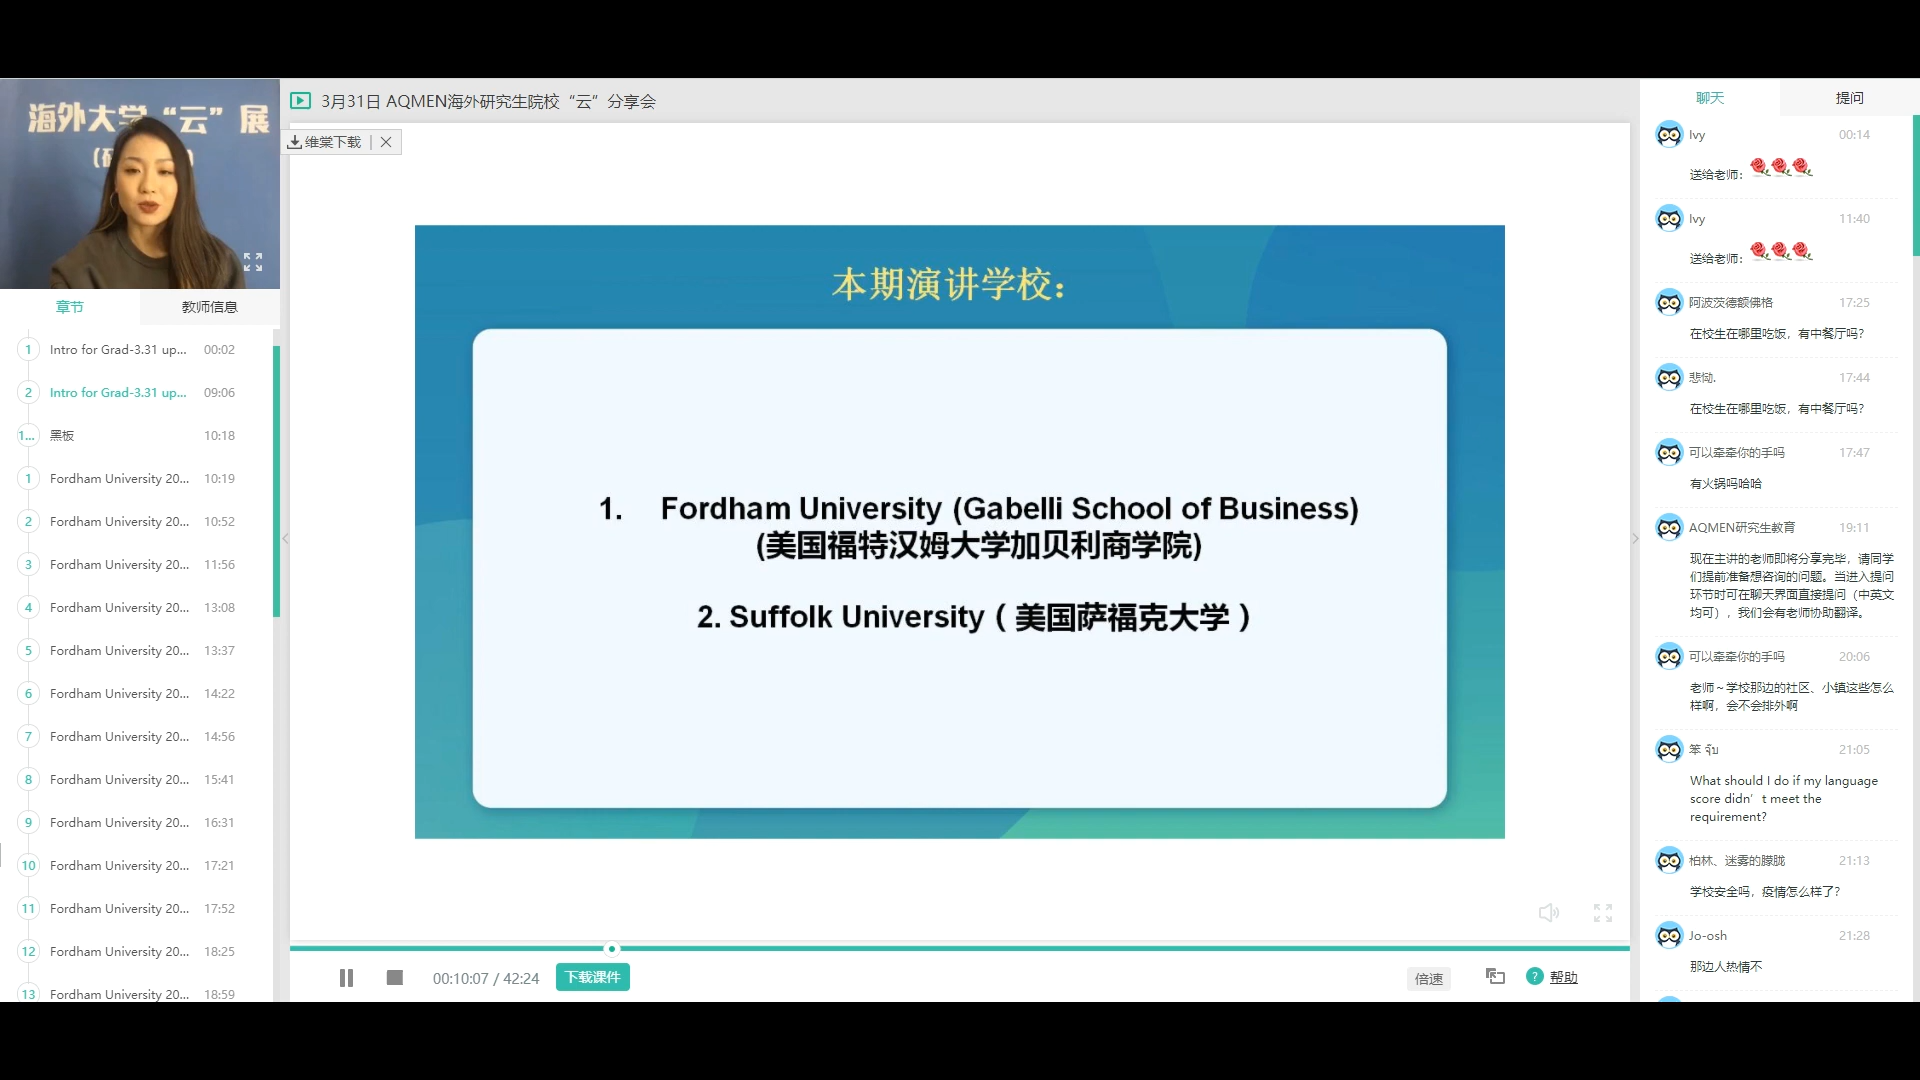 海外大学“云”展
3月31日 AQMEN海外研究生院校“云”分享会
维棠下载
章节
教师信息
1 Intro for Grad-3.31 up... 00:02
2 Intro for Grad-3.31 up... 09:06
1... 黑板 10:18
1 Fordham University 20... 10:19
2 Fordham University 20... 10:52
3 Fordham University 20... 11:56
4 Fordham University 20... 13:08
5 Fordham University 20... 13:37
6 Fordham University 20... 14:22
7 Fordham University 20... 14:56
8 Fordham University 20... 15:41
9 Fordham University 20... 16:31
10 Fordham University 20... 17:21
11 Fordham University 20... 17:52
12 Fordham University 20... 18:25
13 Fordham University 20... 18:59
本期演讲学校：
1. Fordham University (Gabelli School of Business)
(美国福特汉姆大学加贝利商学院)
2. Suffolk University（美国萨福克大学）
00:10:07 / 42:24
下载课件
倍速
? 帮助
聊天
提问
Ivy 00:14
送给老师：
Ivy 11:40
送给老师：
阿波茨德额佛格 17:25
在校生在哪里吃饭，有中餐厅吗？
悲恸. 17:44
在校生在哪里吃饭，有中餐厅吗？
可以牵牵你的手吗 17:47
有火锅吗哈哈
AQMEN研究生教育 19:11
现在主讲的老师即将分享完毕，请同学
们提前准备想咨询的问题。当进入提问
环节时可在聊天界面直接提问（中英文
均可），我们会有老师协助翻译。
可以牵牵你的手吗 20:06
老师～学校那边的社区、小镇这些怎么
样啊，会不会排外啊
笨 21:05
What should I do if my language
score didn’t meet the
requirement?
柏林、迷雾的朦胧 21:13
学校安全吗，疫情怎么样了？
Jo-osh 21:28
那边人热情不